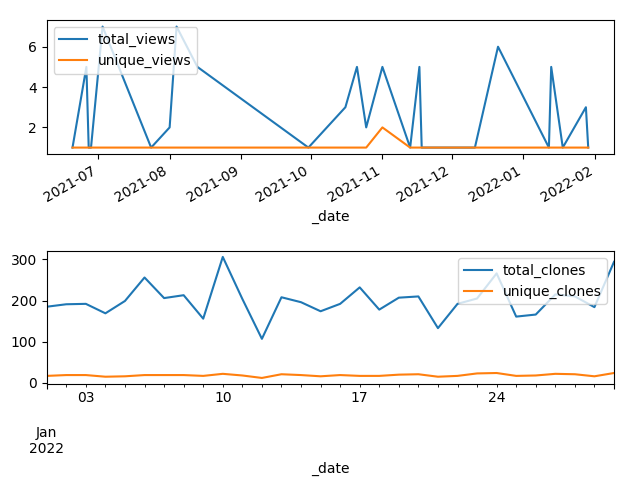 total_views
unique_views
6
4
2
2021-07
2021-08
2021-09
2021-10
2021-11
2021-12
2022-01
2022-02
_date
total_clones
unique_clones
300
200
100
0
03
10
17
24
Jan
2022
_date